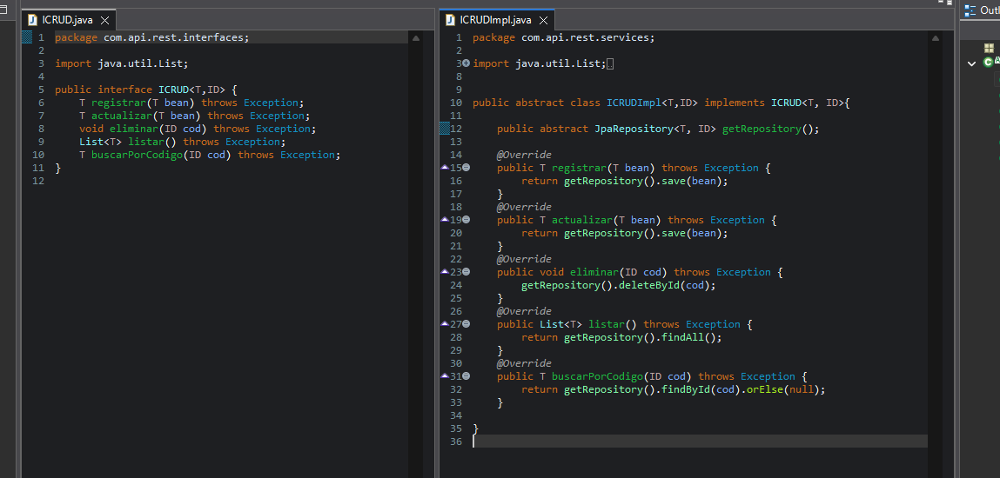 ICRUD.java
1 package com.api.rest.interfaces;
2
3 import java.util.List;
4
5 public interface ICRUD<T,ID> {
6 T registrar(T bean) throws Exception;
7 T actualizar(T bean) throws Exception;
8 void eliminar(ID cod) throws Exception;
9 List<T> listar() throws Exception;
10 T buscarPorCodigo(ID cod) throws Exception;
11 }
12
ICRUDImpl.java
1 package com.api.rest.services;
2
3 import java.util.List;
8
9
10 public abstract class ICRUDImpl<T,ID> implements ICRUD<T, ID>{
11
12 public abstract JpaRepository<T, ID> getRepository();
13
14 @Override
15 public T registrar(T bean) throws Exception {
16 return getRepository().save(bean);
17 }
18 @Override
19 public T actualizar(T bean) throws Exception {
20 return getRepository().save(bean);
21 }
22 @Override
23 public void eliminar(ID cod) throws Exception {
24 getRepository().deleteById(cod);
25 }
26 @Override
27 public List<T> listar() throws Exception {
28 return getRepository().findAll();
29 }
30 @Override
31 public T buscarPorCodigo(ID cod) throws Exception {
32 return getRepository().findById(cod).orElse(null);
33 }
34
35 }
36
Outl